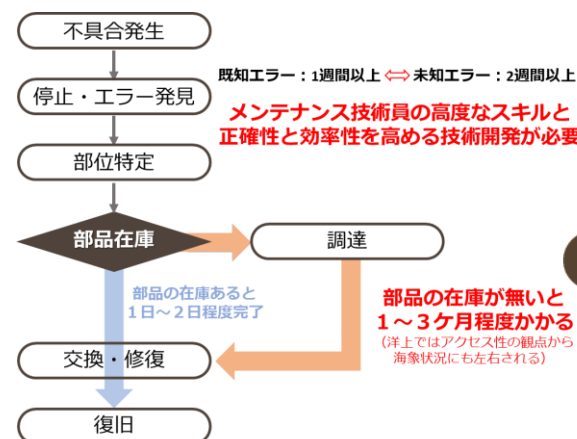 不具合発生
既知エラー：1週間以上 ⇔ 未知エラー：2週間以上
停止・エラー発見
メンテナンス技術員の高度なスキルと
正確性と効率性を高める技術開発が必要
部位特定
部品在庫
調達
部品の在庫あると
１日～２日程度完了
部品の在庫が無いと
１～３ケ月程度かかる
（洋上ではアクセス性の観点から
海象状況にも左右される）
交換・修復
復旧